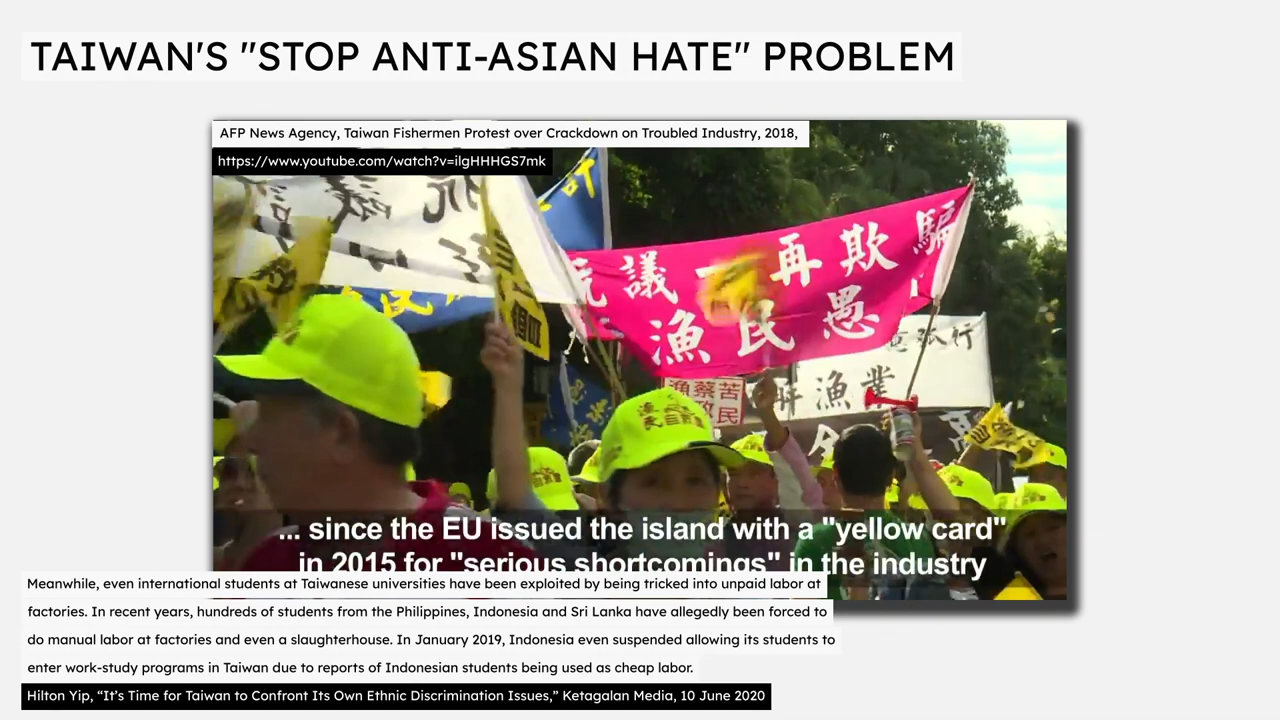 TAIWAN'S "STOP ANTI-ASIAN HATE" PROBLEM
AFP News Agency, Taiwan Fishermen Protest over Crackdown on Troubled Industry, 2018,
https://www.youtube.com/watch?v=ilgHHHGS7mk
議 再欺騙
漁民愚
漁業
... since the EU issued the island with a "yellow card"
in 2015 for "serious shortcomings" in the industry
Meanwhile, even international students at Taiwanese universities have been exploited by being tricked into unpaid labor at
factories. In recent years, hundreds of students from the Philippines, Indonesia and Sri Lanka have allegedly been forced to
do manual labor at factories and even a slaughterhouse. In January 2019, Indonesia even suspended allowing its students to
enter work-study programs in Taiwan due to reports of Indonesian students being used as cheap labor.
Hilton Yip, “It’s Time for Taiwan to Confront Its Own Ethnic Discrimination Issues,” Ketagalan Media, 10 June 2020